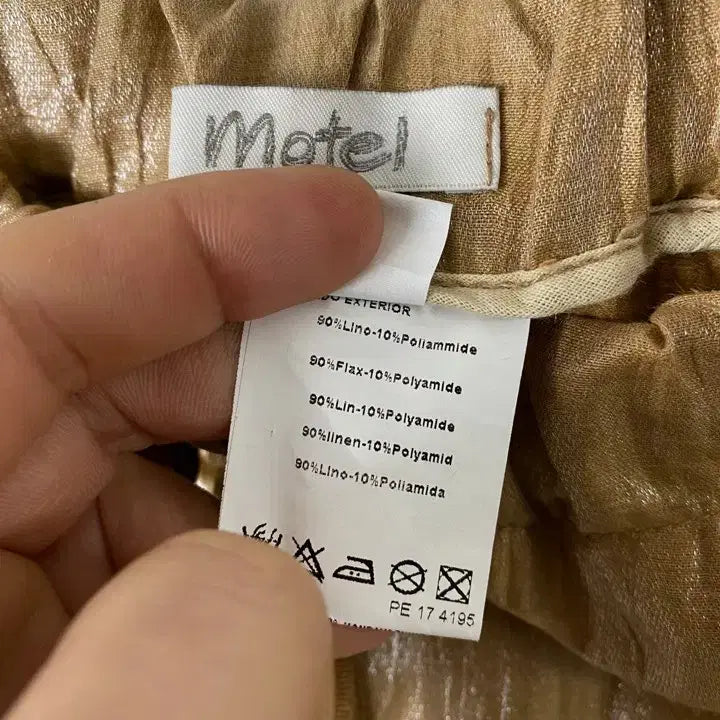 Motel
DO EXTERIOR
90%Lino-10%Poliammide
90%Flax-10%Polyamide
90%Lin-10%Polyamide
90%linen-10%Polyamid
90%Lino-10%Poliamida
PE 17 4195